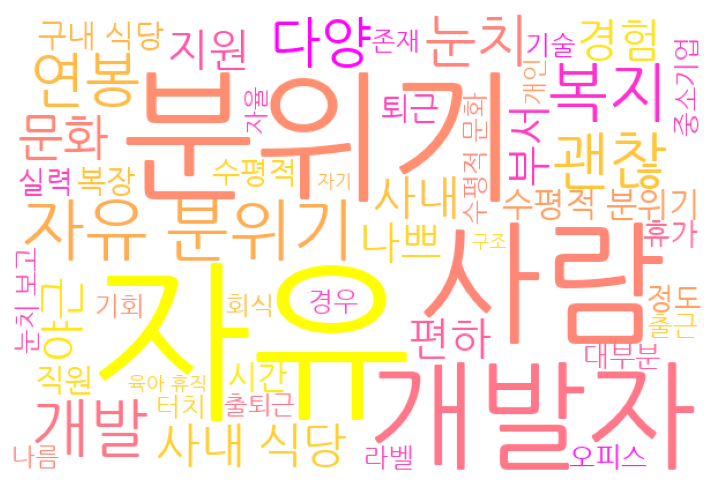 구내 식당
지원
다양
존재
눈치
기술
경험
연봉
분위기
자율
퇴근
수평적 문화
부서
개인
복지
중소기업
문화
괜찮
실력
복장
수평적
자기
사내
수평적 분위기
자유 분위기
나쁘
구조
휴가
눈치 보고
야근
자유
사람
기회
회식
경우
편하
정도
출근
대부분
직원
육아 휴직
시간
개발자
개발
터치
출퇴근
사내 식당
나름
라벨
오피스